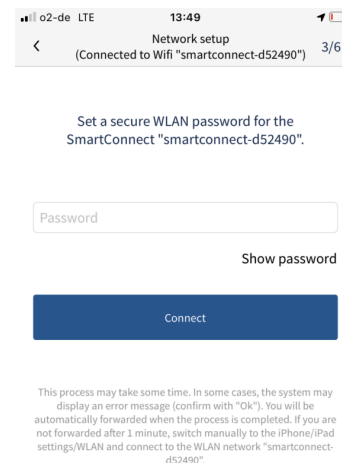 o2-de LTE 13:49
Network setup
(Connected to Wifi "smartconnect-d52490") 3/6
Set a secure WLAN password for the
SmartConnect "smartconnect-d52490".
Password
Show password
Connect
This process may take some time. In some cases, the system may
display an error message (confirm with "Ok"). You will be
automatically forwarded when the process is completed. If you are
not forwarded after 1 minute, switch manually to the iPhone/iPad
settings/WLAN and connect to the WLAN network "smartconnect-
d52490".